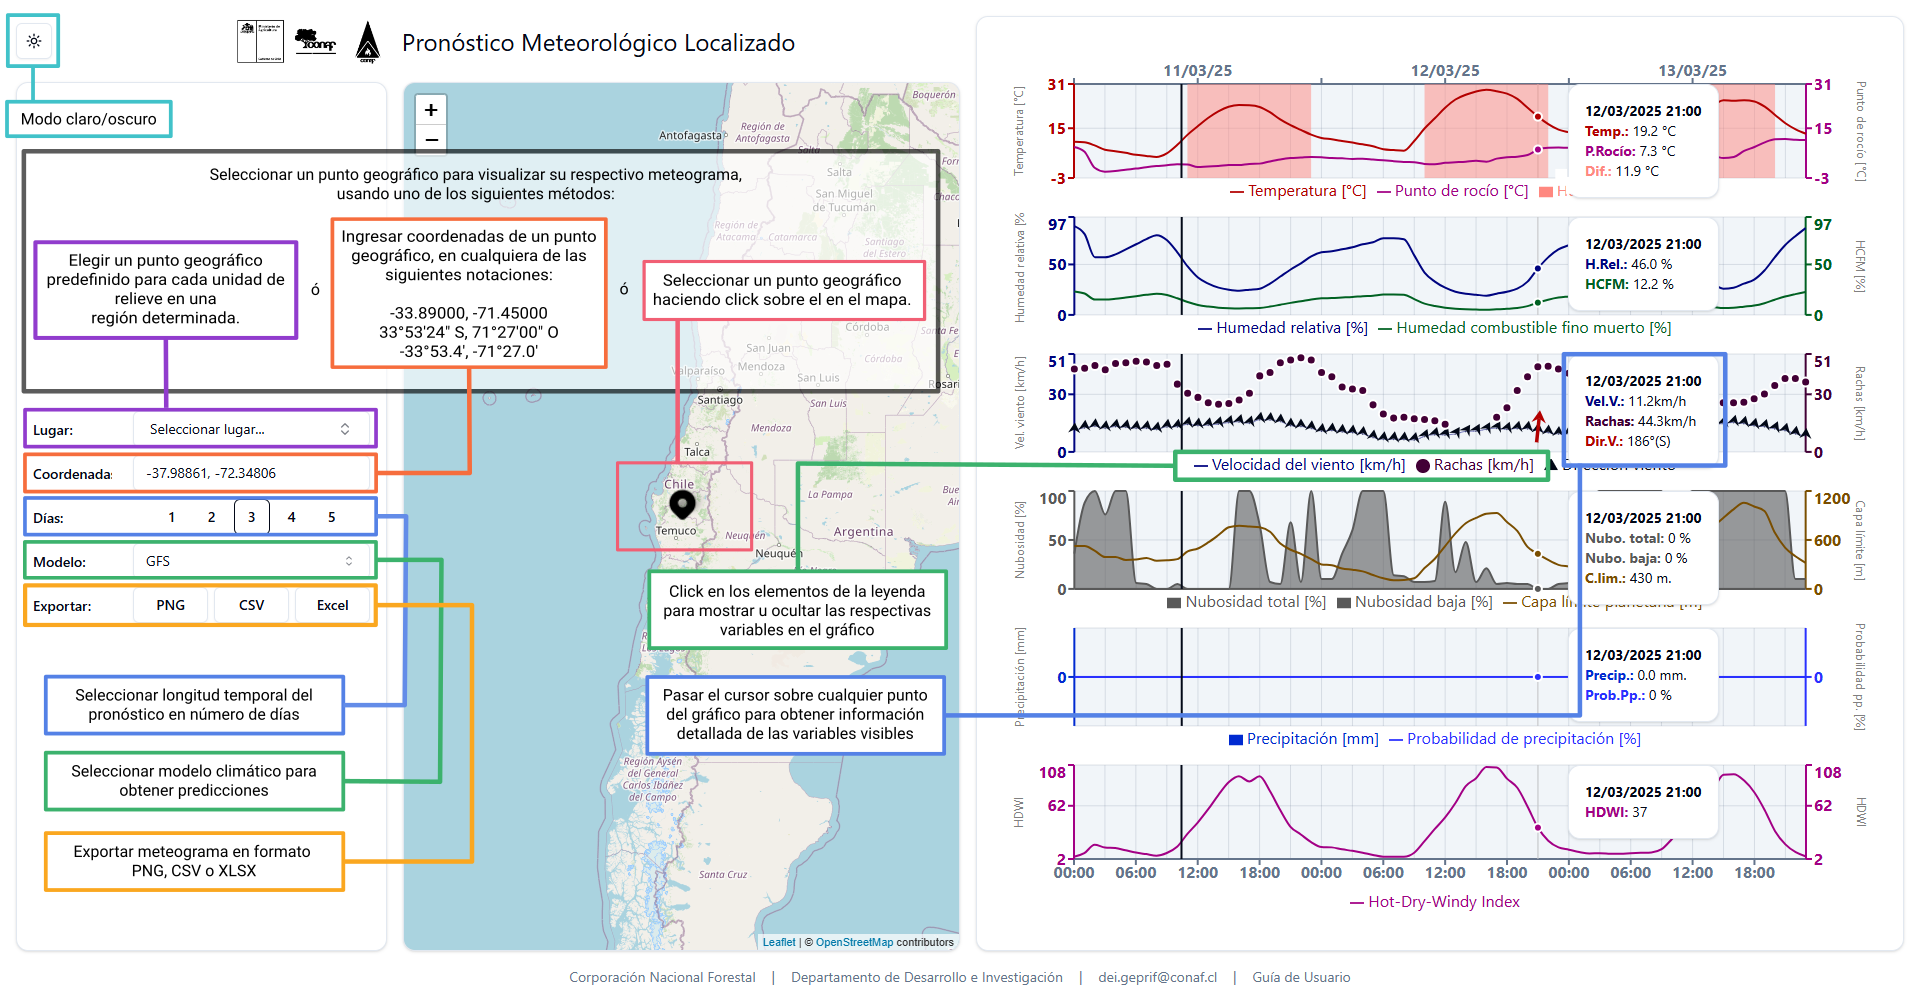 Pronóstico Meteorológico Localizado
Modo claro/oscuro
Seleccionar un punto geográfico para visualizar su respectivo meteograma,
usando uno de los siguientes métodos:
Elegir un punto geográfico
predefinido para cada unidad de
relieve en una
región determinada.
ó
Ingresar coordenadas de un punto
geográfico, en cualquiera de las
siguientes notaciones:
-33.89000, -71.45000
33°53'24" S, 71°27'00" O
-33°53.4', -71°27.0'
ó
Seleccionar un punto geográfico
haciendo click sobre el en el mapa.
Lugar: Seleccionar lugar...
Coordenada: -37.98861, -72.34806
Días: 1 2 3 4 5
Modelo: GFS
Exportar: PNG CSV Excel
Seleccionar longitud temporal del
pronóstico en número de días
Seleccionar modelo climático para
obtener predicciones
Exportar meteograma en formato
PNG, CSV o XLSX
+
−
Boquerón
Antofagasta
Región de
Antofagasta
Salta
San Miguel
de Tucumán
Región de
Atacama
Catamarca
Santiago
del Estero
Córdoba
Córdoba
San Juan
Mendoza
San Luis
Valparaíso
Santiago
San Luis
Mendoza
Talca
Chile
La Pampa
Temuco
Neuquén
Argentina
Neuquén
Click en los elementos de la leyenda
para mostrar u ocultar las respectivas
variables en el gráfico
Pasar el cursor sobre cualquier punto
del gráfico para obtener información
detallada de las variables visibles
Región Aysén
del General
Carlos Ibáñez
del Campo
Santa Cruz
Leaflet | © OpenStreetMap contributors
11/03/25 12/03/25 13/03/25
Temperatura [°C]
31
15
-3
31
15
-3
Punto de rocío [°C]
12/03/2025 21:00
Temp.: 19.2 °C
P.Rocío: 7.3 °C
Dif.: 11.9 °C
Temperatura [°C] Punto de rocío [°C]
Humedad relativa [%
97
50
0
97
50
0
HCFM [%]
12/03/2025 21:00
H.Rel.: 46.0 %
HCFM: 12.2 %
Humedad relativa [%] Humedad combustible fino muerto [%]
Vel. viento [km/h]
51
30
0
51
30
0
Rachas [km/h]
12/03/2025 21:00
Vel.V.: 11.2km/h
Rachas: 44.3km/h
Dir.V.: 186°(S)
Velocidad del viento [km/h] Rachas [km/h] Dirección viento
Nubosidad [%]
100
50
0
1200
600
0
Capa límite [m]
12/03/2025 21:00
Nubo. total: 0 %
Nubo. baja: 0 %
C.lim.: 430 m.
Nubosidad total [%] Nubosidad baja [%] Capa límite planetaria [m]
Precipitación [mm]
0
0
Probabilidad pp. [%]
12/03/2025 21:00
Precip.: 0.0 mm.
Prob.Pp.: 0 %
Precipitación [mm] Probabilidad de precipitación [%]
HDWI
108
62
2
108
62
2
HDWI
12/03/2025 21:00
HDWI: 37
00:00 06:00 12:00 18:00 00:00 06:00 12:00 18:00 00:00 06:00 12:00 18:00
Hot-Dry-Windy Index
Corporación Nacional Forestal | Departamento de Desarrollo e Investigación | dei.geprif@conaf.cl | Guía de Usuario